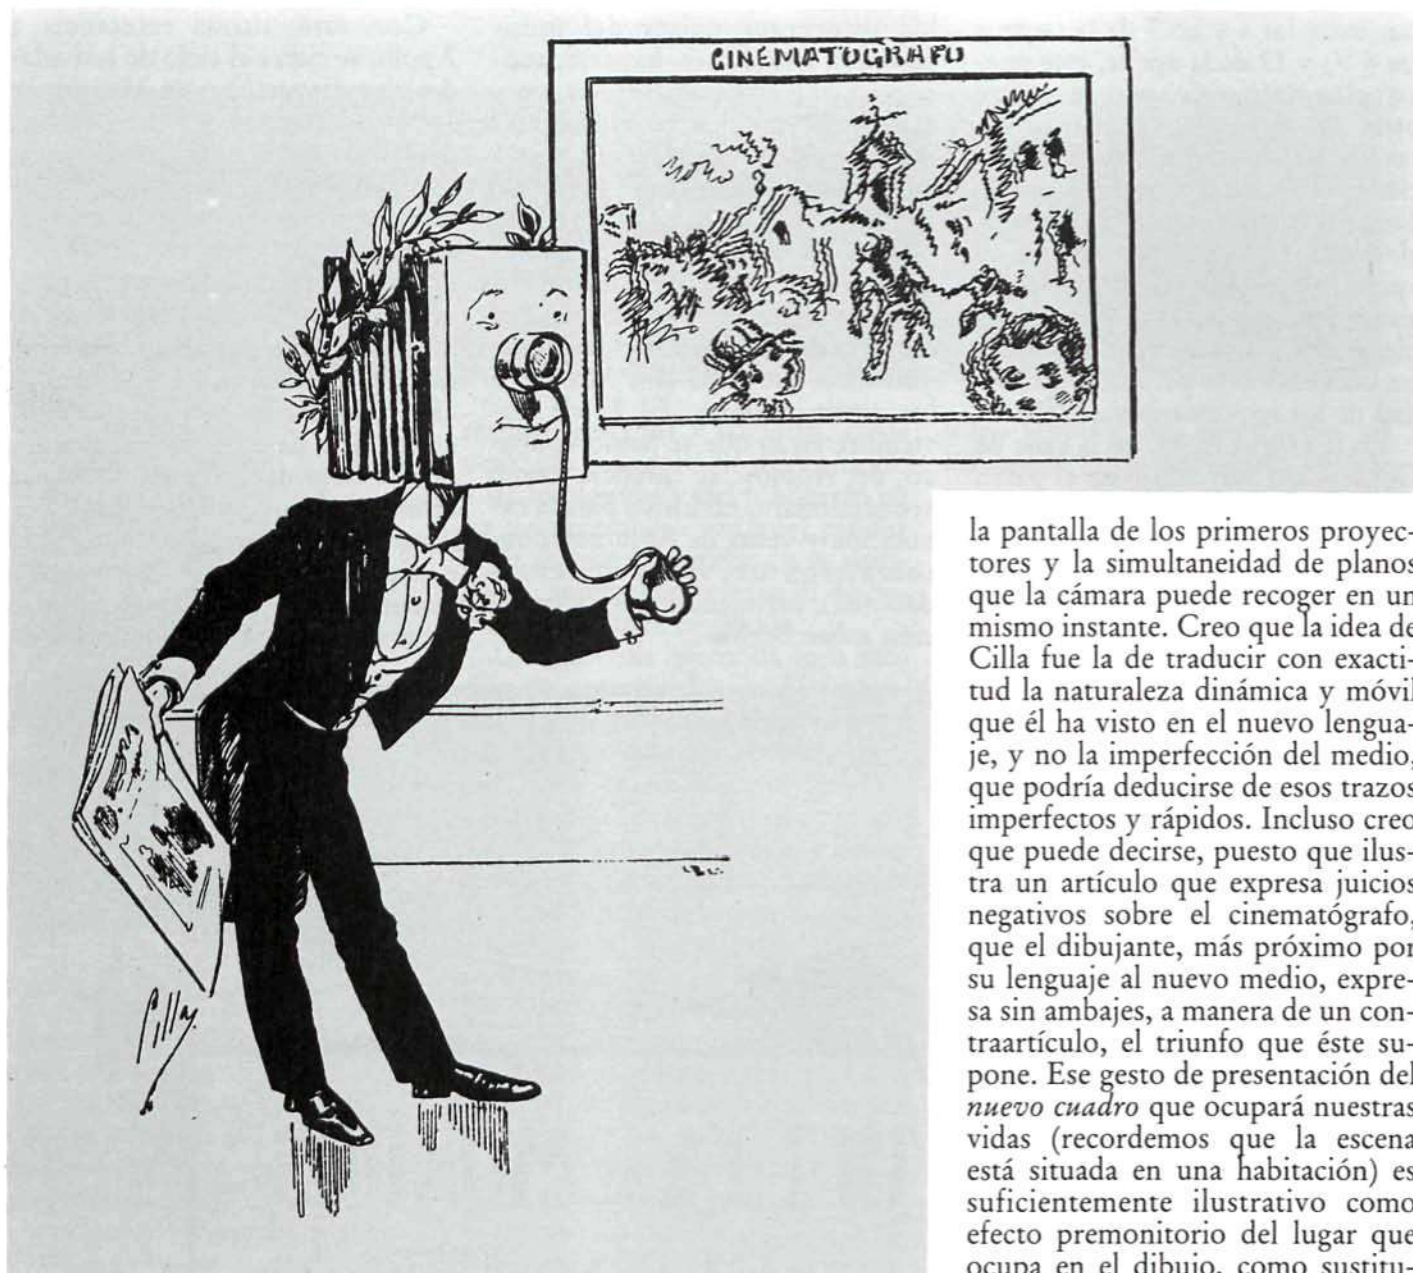 CINEMATOGRAFO
Cilla
la pantalla de los primeros proyec-
tores y la simultaneidad de planos
que la cámara puede recoger en un
mismo instante. Creo que la idea de
Cilla fue la de traducir con exacti-
tud la naturaleza dinámica y móvil
que él ha visto en el nuevo lengua-
je, y no la imperfección del medio,
que podría deducirse de esos trazos
imperfectos y rápidos. Incluso creo
que puede decirse, puesto que ilus-
tra un artículo que expresa juicios
negativos sobre el cinematógrafo,
que el dibujante, más próximo por
su lenguaje al nuevo medio, expre-
sa sin ambajes, a manera de un con-
traartículo, el triunfo que éste su-
pone. Ese gesto de presentación del
nuevo cuadro que ocupará nuestras
vidas (recordemos que la escena
está situada en una habitación) es
suficientemente ilustrativo como
efecto premonitorio del lugar que
ocupa en el dibujo, como sustitu-